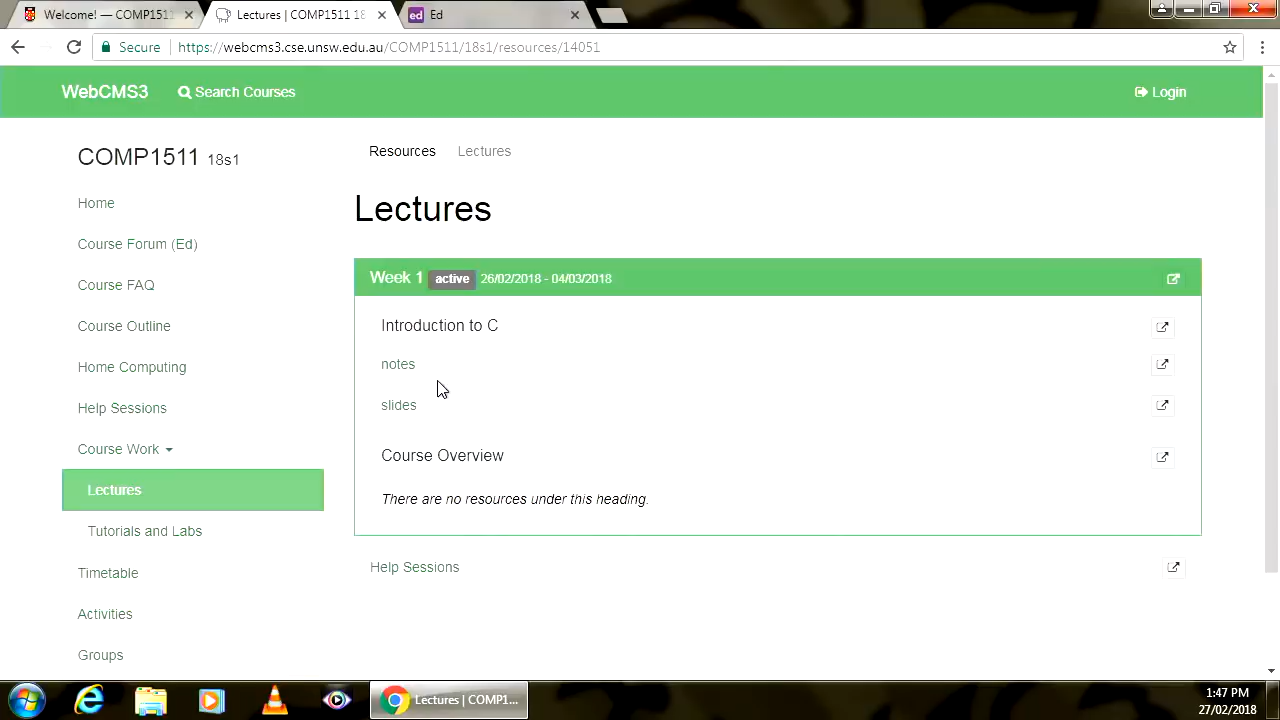 Welcome! — COMP1511
Lectures | COMP1511 18
ed Ed
Secure https://webcms3.cse.unsw.edu.au/COMP1511/18s1/resources/14051
WebCMS3 Search Courses Login
COMP1511 18s1
Home
Course Forum (Ed)
Course FAQ
Course Outline
Home Computing
Help Sessions
Course Work
Lectures
Tutorials and Labs
Timetable
Activities
Groups
Resources Lectures
Lectures
Week 1 active 26/02/2018 - 04/03/2018
Introduction to C
notes
slides
Course Overview
There are no resources under this heading.
Help Sessions
Lectures | COMP1...
1:47 PM
27/02/2018